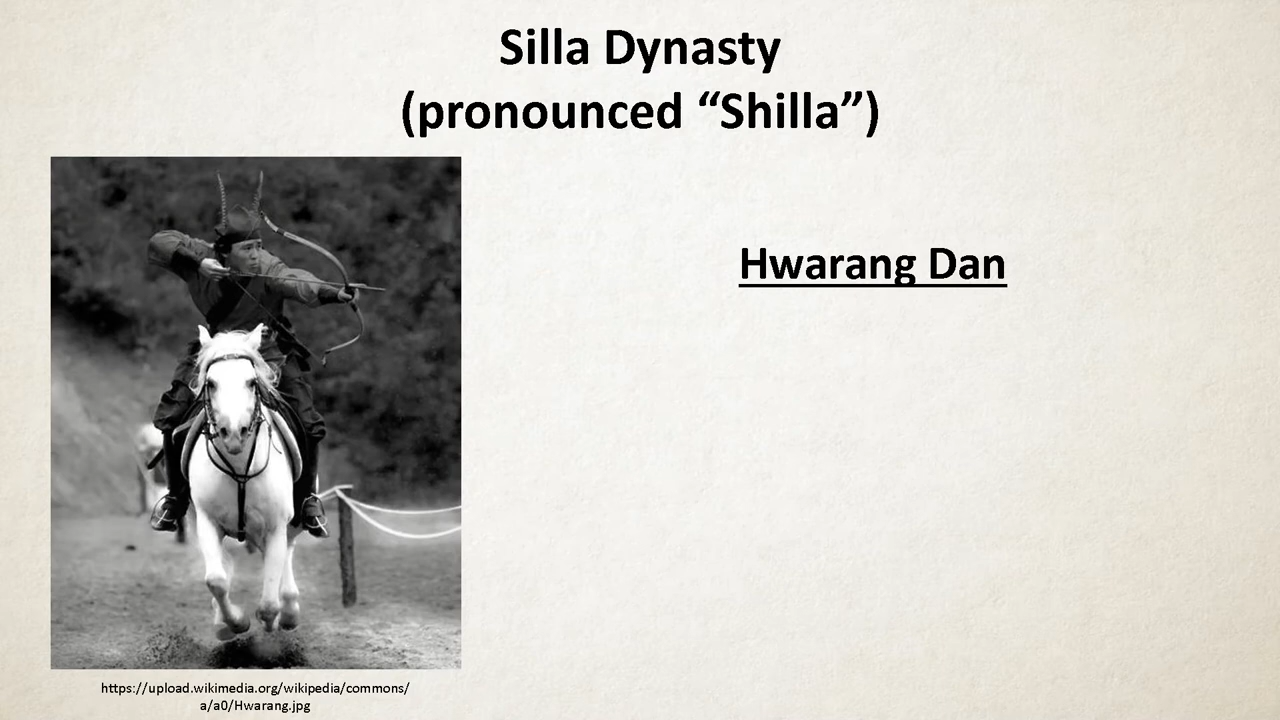 Silla Dynasty
(pronounced “Shilla”)
Hwarang Dan
https://upload.wikimedia.org/wikipedia/commons/
a/a0/Hwarang.jpg